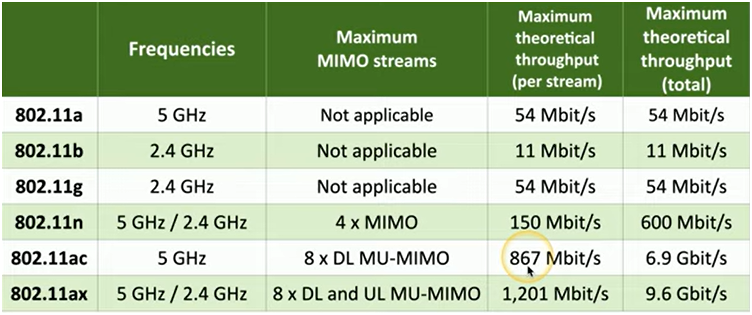 Frequencies Maximum MIMO streams Maximum theoretical throughput (per stream) Maximum theoretical throughput (total)
802.11a 5 GHz Not applicable 54 Mbit/s 54 Mbit/s
802.11b 2.4 GHz Not applicable 11 Mbit/s 11 Mbit/s
802.11g 2.4 GHz Not applicable 54 Mbit/s 54 Mbit/s
802.11n 5 GHz / 2.4 GHz 4 x MIMO 150 Mbit/s 600 Mbit/s
802.11ac 5 GHz 8 x DL MU-MIMO 867 Mbit/s 6.9 Gbit/s
802.11ax 5 GHz / 2.4 GHz 8 x DL and UL MU-MIMO 1,201 Mbit/s 9.6 Gbit/s